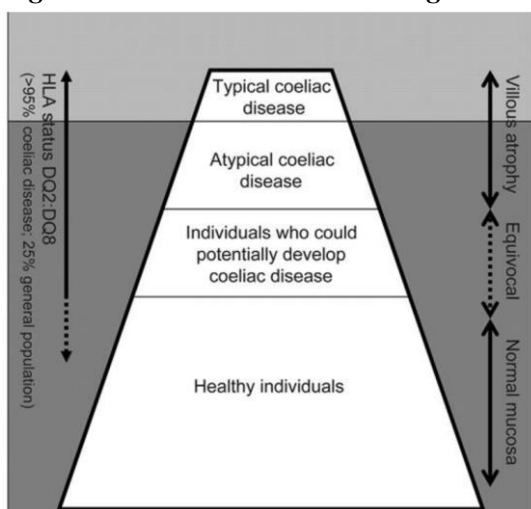 Typical coeliac
disease
Atypical coeliac
disease
Individuals who could
potentially develop
coeliac disease
Healthy individuals
HLA status DQ2:DQ8
(>95% coeliac disease; 25% general population)
Villous atrophy
Equivocal
Normal mucosa